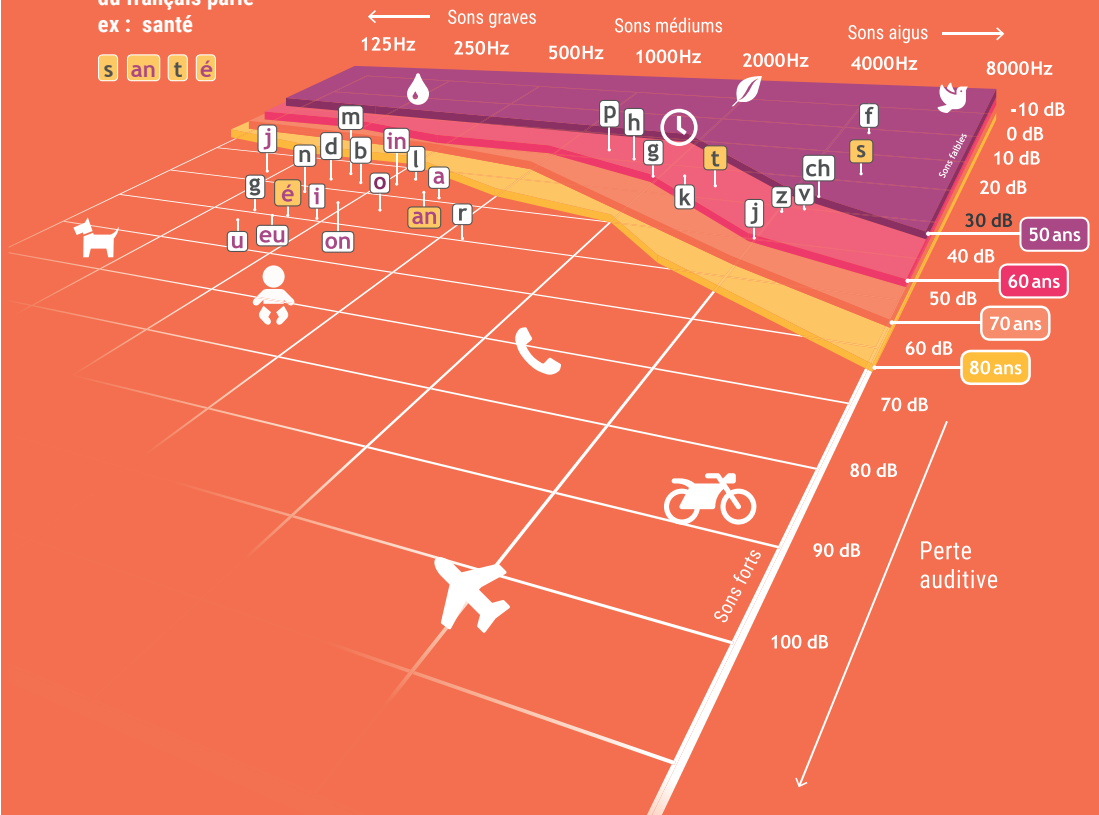 du français parlé
ex : santé
s an t é
Sons graves
Sons médiums
Sons aigus
125Hz
250Hz
500Hz
1000Hz
2000Hz
4000Hz
8000Hz
-10 dB
0 dB
10 dB
20 dB
30 dB
40 dB
50 dB
60 dB
70 dB
80 dB
90 dB
100 dB
Sons faibles
50 ans
60 ans
70 ans
80 ans
p
h
f
m
j
n
d
b
in
l
g
t
s
ch
g
é
i
o
a
k
z
v
j
an
r
u
eu
on
Sons forts
Perte
auditive